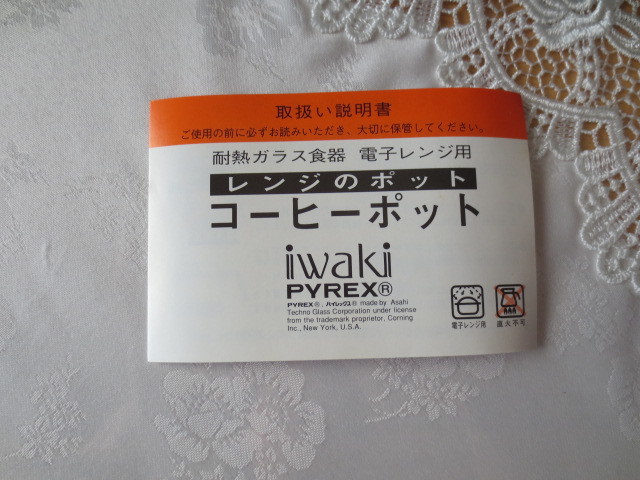 取扱い説明書
ご使用の前に必ずお読みいただき、大切に保管してください。
耐熱ガラス食器 電子レンジ用
レンジのポット
コーヒーポット
iwaki
PYREX®
PYREX®, パイレックス® made by Asahi
Techno Glass Corporation under license
from the trademark proprietor, Corning
Inc., New York, U.S.A.
電子レンジ用
直火不可